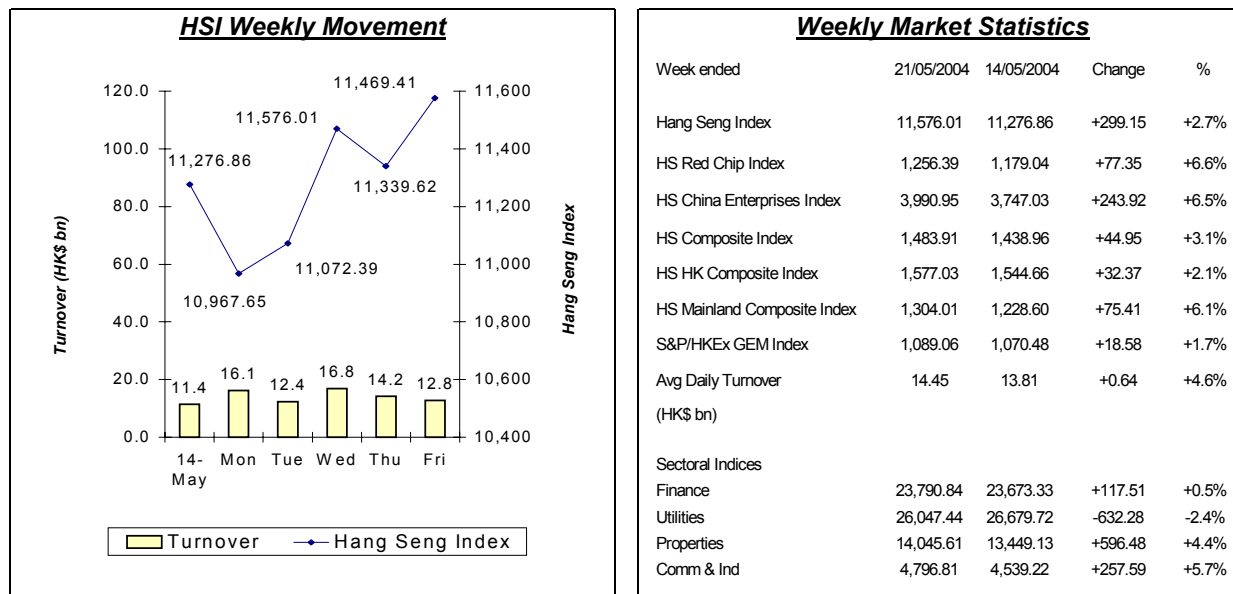 HSI Weekly Movement
11,469.41
120.0
11,600
11,576.01
100.0
11,400
11,276.86
11,339.62
80.0
11,200
11,072.39
60.0
11,000
10,967.65
40.0
10,800
20.0
10,600
11.4 16.1 12.4 16.8 14.2 12.8
0.0
10,400
14-May Mon Tue Wed Thu Fri
Turnover (HK$ bn)
Hang Seng Index
Turnover Hang Seng Index
Weekly Market Statistics
Week ended 21/05/2004 14/05/2004 Change %
Hang Seng Index 11,576.01 11,276.86 +299.15 +2.7%
HS Red Chip Index 1,256.39 1,179.04 +77.35 +6.6%
HS China Enterprises Index 3,990.95 3,747.03 +243.92 +6.5%
HS Composite Index 1,483.91 1,438.96 +44.95 +3.1%
HS HK Composite Index 1,577.03 1,544.66 +32.37 +2.1%
HS Mainland Composite Index 1,304.01 1,228.60 +75.41 +6.1%
S&P/HKEx GEM Index 1,089.06 1,070.48 +18.58 +1.7%
Avg Daily Turnover 14.45 13.81 +0.64 +4.6%
(HK$ bn)
Sectoral Indices
Finance 23,790.84 23,673.33 +117.51 +0.5%
Utilities 26,047.44 26,679.72 -632.28 -2.4%
Properties 14,045.61 13,449.13 +596.48 +4.4%
Comm & Ind 4,796.81 4,539.22 +257.59 +5.7%